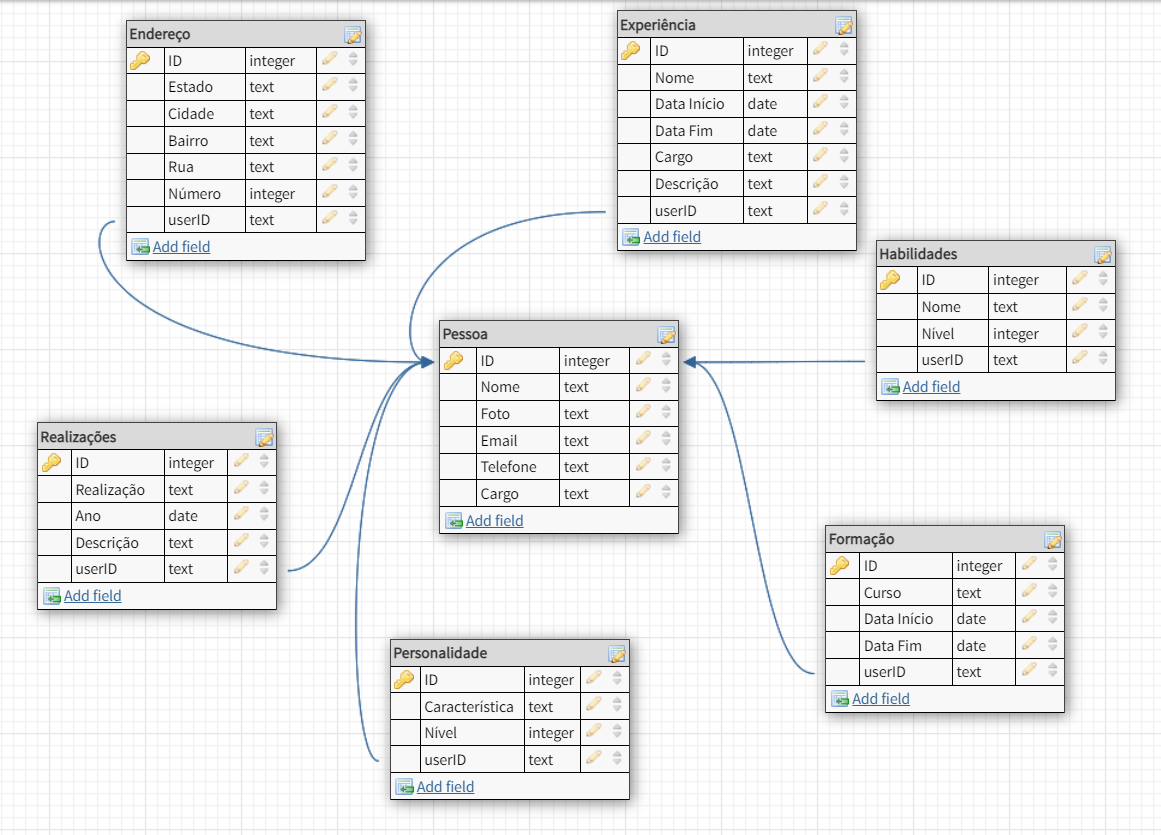 Endereço
ID integer
Estado text
Cidade text
Bairro text
Rua text
Número integer
userID text
Add field
Experiência
ID integer
Nome text
Data Início date
Data Fim date
Cargo text
Descrição text
userID text
Add field
Habilidades
ID integer
Nome text
Nível integer
userID text
Add field
Pessoa
ID integer
Nome text
Foto text
Email text
Telefone text
Cargo text
Add field
Realizações
ID integer
Realização text
Ano date
Descrição text
userID text
Add field
Formação
ID integer
Curso text
Data Início date
Data Fim date
userID text
Add field
Personalidade
ID integer
Característica text
Nível integer
userID text
Add field